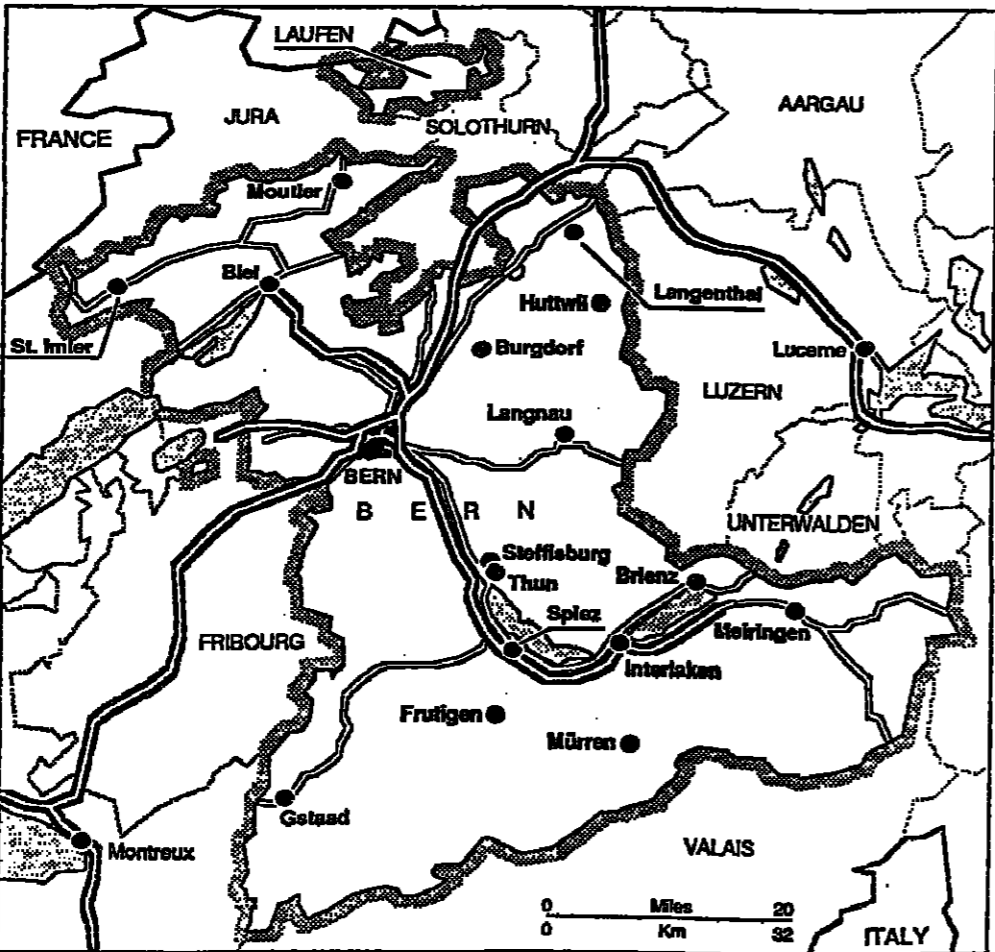 LAUFEN
AARGAU
JURA
SOLOTHURN
FRANCE
Moutier
Biel
Langenthal
Huttwil
St. Imier
Burgdorf
Lucerne
LUZERN
Langnau
BERN
B E R N
UNTERWALDEN
Steffisburg
Thun
Brienz
Spiez
Meiringen
FRIBOURG
Interlaken
Frutigen
Mürren
Gstaad
Montreux
VALAIS
0 Miles 20
0 Km 32
ITALY